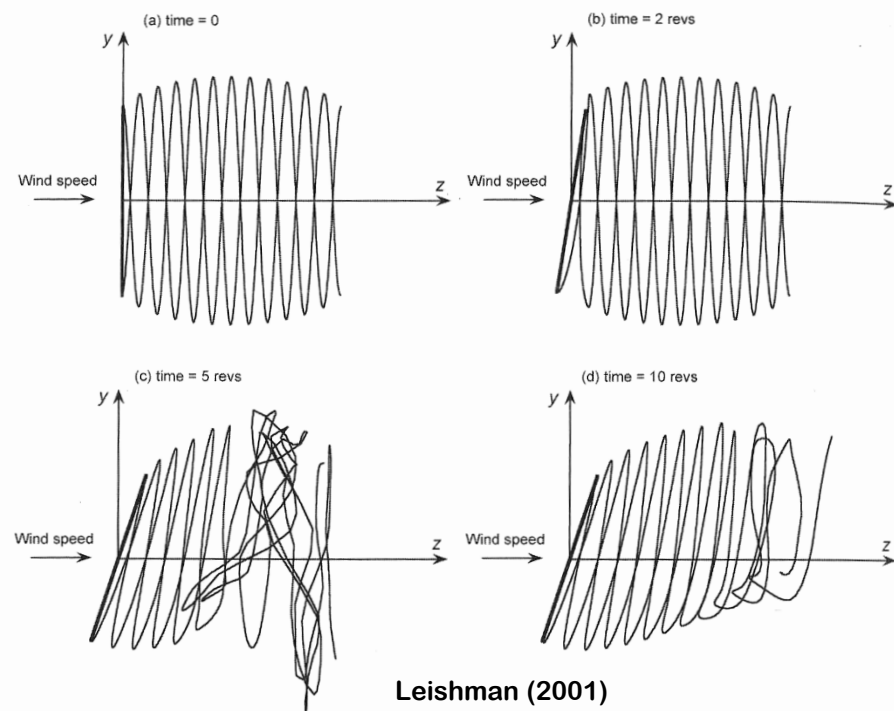 (a) time = 0
y
Wind speed
z
(b) time = 2 revs
y
Wind speed
z
(c) time = 5 revs
y
Wind speed
z
(d) time = 10 revs
y
Wind speed
z
Leishman (2001)